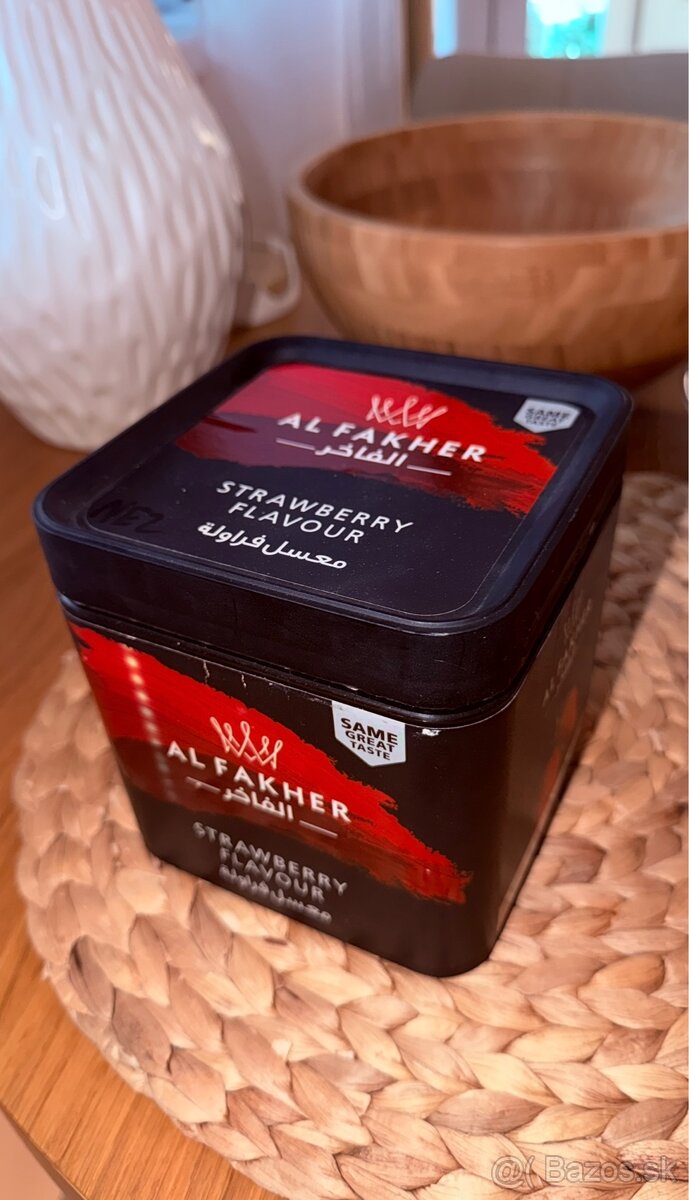 AL FAKHER
الفاخر
SAME
GREAT
TASTE
STRAWBERRY
FLAVOUR
معسل فراولة
SAME
GREAT
TASTE
AL FAKHER
الفاخر
STRAWBERRY
FLAVOUR
معسل فراولة
@( Bazos.sk